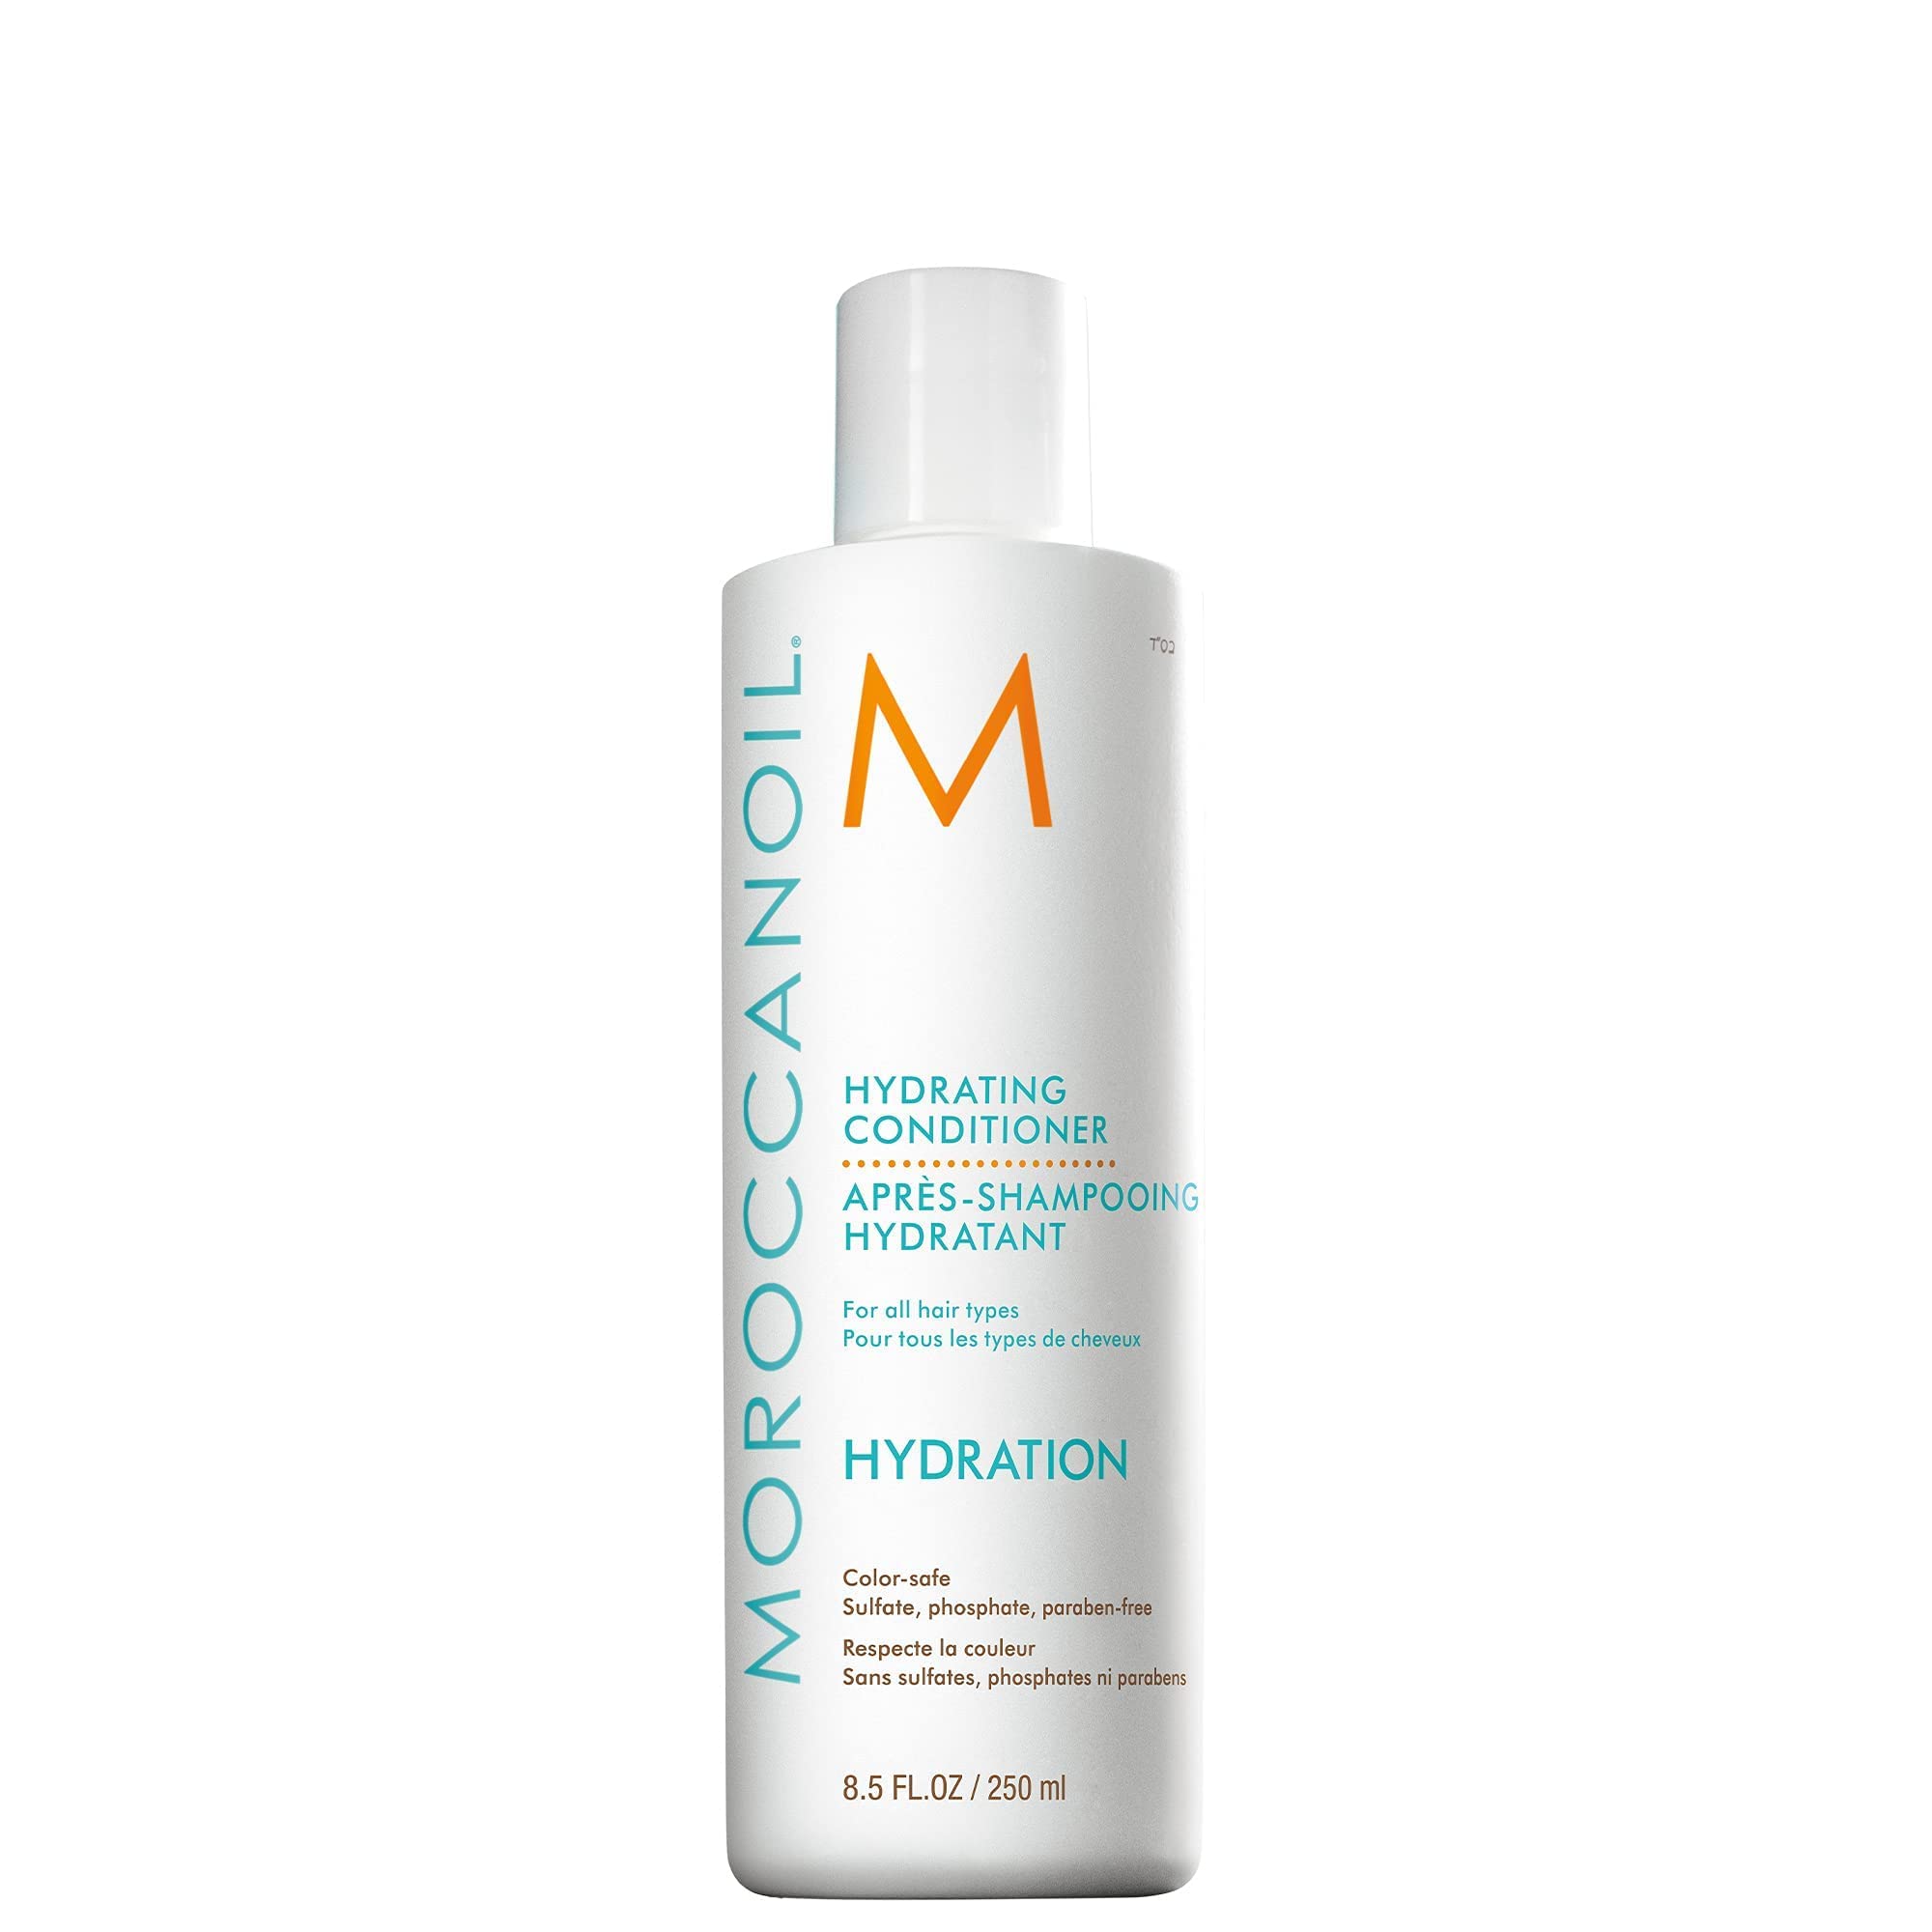 MOROCCANOIL®
M
בס"ד
HYDRATING
CONDITIONER
APRÈS-SHAMPOOING
HYDRATANT
For all hair types
Pour tous les types de cheveux
HYDRATION
Color-safe
Sulfate, phosphate, paraben-free
Respecte la couleur
Sans sulfates, phosphates ni parabens
8.5 FL.OZ / 250 ml